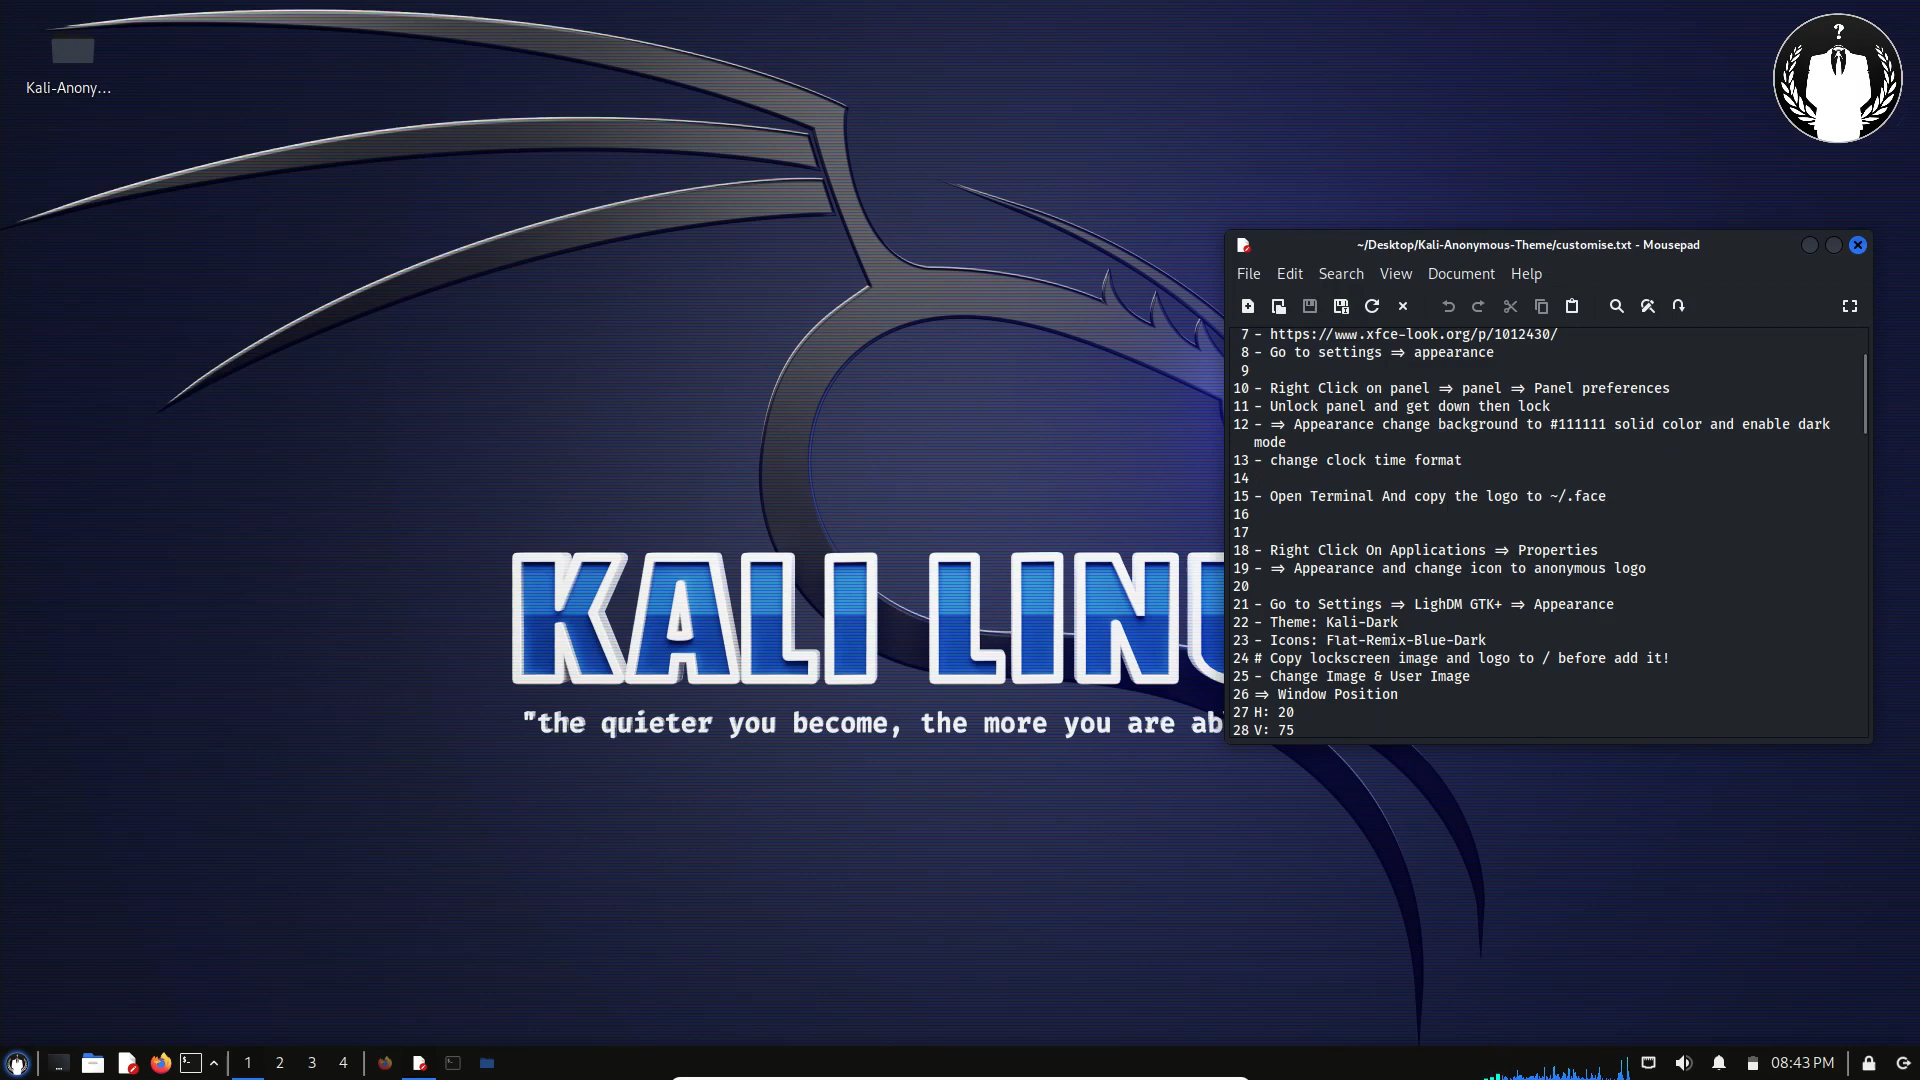 Kali-Anony...
?
~/Desktop/Kali-Anonymous-Theme/customise.txt - Mousepad
File Edit Search View Document Help
7 - https://www.xfce-look.org/p/1012430/
8 - Go to settings ⇒ appearance
9
10 - Right Click on panel ⇒ panel ⇒ Panel preferences
11 - Unlock panel and get down then lock
12 - ⇒ Appearance change background to #111111 solid color and enable dark
mode
13 - change clock time format
14
15 - Open Terminal And copy the logo to ~/.face
16
17
18 - Right Click On Applications ⇒ Properties
19 - ⇒ Appearance and change icon to anonymous logo
20
21 - Go to Settings ⇒ LighDM GTK+ ⇒ Appearance
22 - Theme: Kali-Dark
23 - Icons: Flat-Remix-Blue-Dark
24 # Copy lockscreen image and logo to / before add it!
25 - Change Image & User Image
26 ⇒ Window Position
27 H: 20
28 V: 75
KALI LINU
"the quieter you become, the more you are ab
1 2 3 4
08:43 PM